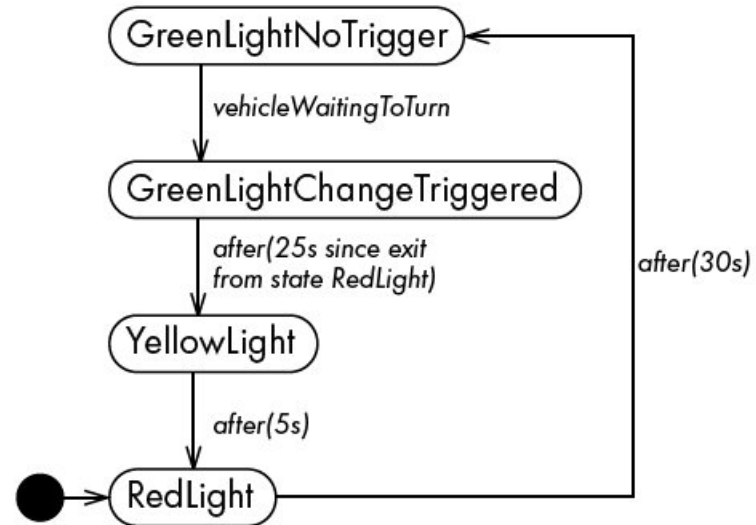 GreenLightNoTrigger
vehicleWaitingToTurn
GreenLightChangeTriggered
after(25s since exit
from state RedLight)
after(30s)
YellowLight
after(5s)
RedLight